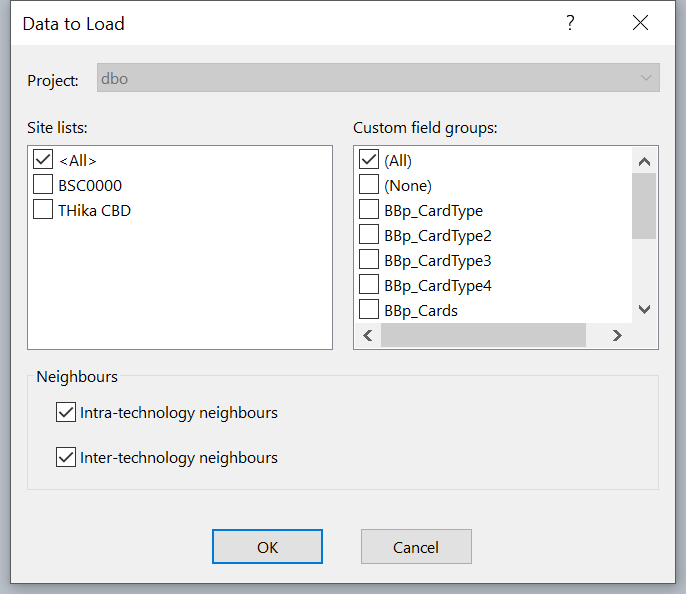 Data to Load
?
Project:
dbo
Site lists:
<All>
BSC0000
THika CBD
Custom field groups:
(All)
(None)
BBp_CardType
BBp_CardType2
BBp_CardType3
BBp_CardType4
BBp_Cards
Neighbours
Intra-technology neighbours
Inter-technology neighbours
OK
Cancel